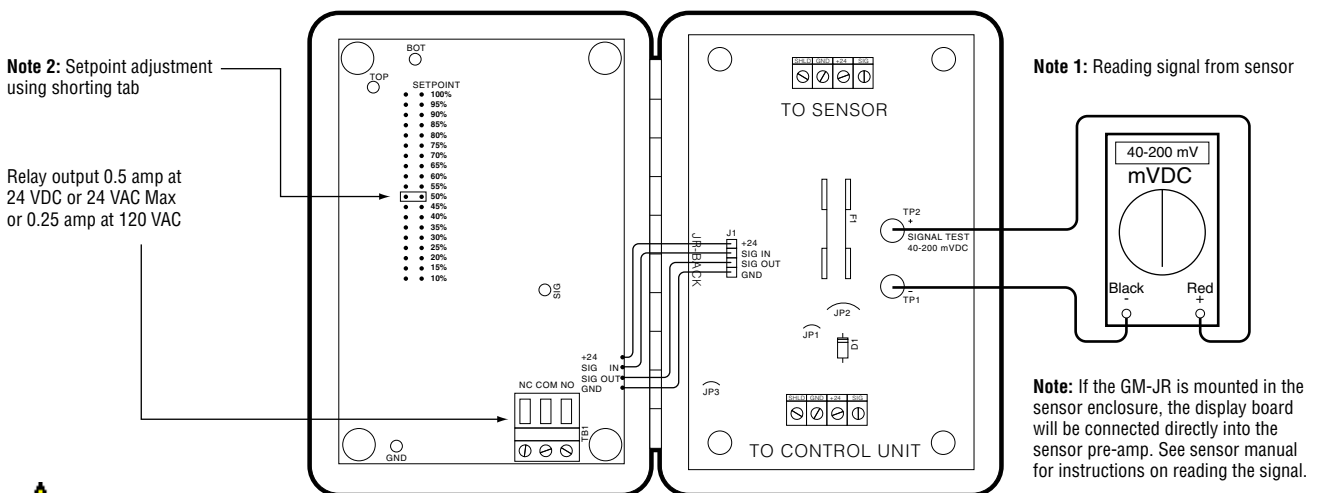 Note 2: Setpoint adjustment
using shorting tab
Relay output 0.5 amp at
24 VDC or 24 VAC Max
or 0.25 amp at 120 VAC
BOT
TOP
SETPOINT
100%
95%
90%
85%
80%
75%
70%
65%
60%
55%
50%
45%
40%
35%
30%
25%
20%
15%
10%
SIG
+24
SIG IN
SIG OUT
GND
NC COM NO
TB1
GND
SHLD GND +24 SIG
TO SENSOR
F1
TP2
+
SIGNAL TEST
40-200 mVDC
J1
+24
SIG IN
SIG OUT
GND
JR-BACK
–
TP1
JP2
JP1
D1
JP3
SHLD GND +24 SIG
TO CONTROL UNIT
Note 1: Reading signal from sensor
40-200 mV
mVDC
Black
-
Red
+
Note: If the GM-JR is mounted in the
sensor enclosure, the display board
will be connected directly into the
sensor pre-amp. See sensor manual
for instructions on reading the signal.